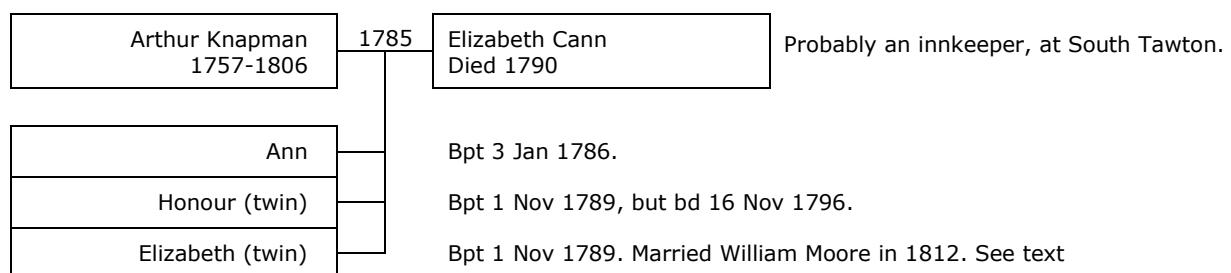 Arthur Knapman
1757-1806
1785
Elizabeth Cann
Died 1790
Probably an innkeeper, at South Tawton.
Ann
Bpt 3 Jan 1786.
Honour (twin)
Bpt 1 Nov 1789, but bd 16 Nov 1796.
Elizabeth (twin)
Bpt 1 Nov 1789. Married William Moore in 1812. See text